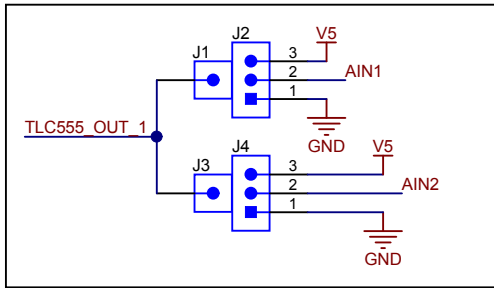 J1 J2
3 V5
2 AIN1
1
TLC555_OUT_1
GND
J3 J4
3 V5
2 AIN2
1
GND